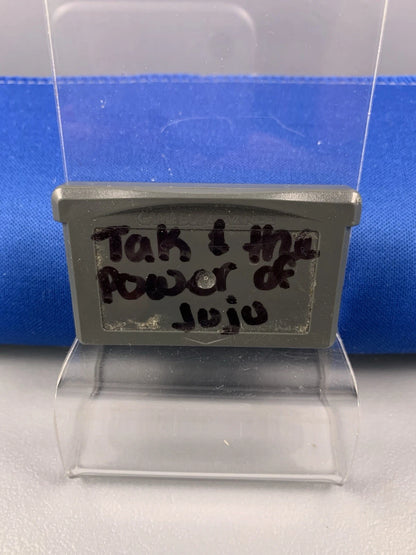 Tak & the
power of
Juju